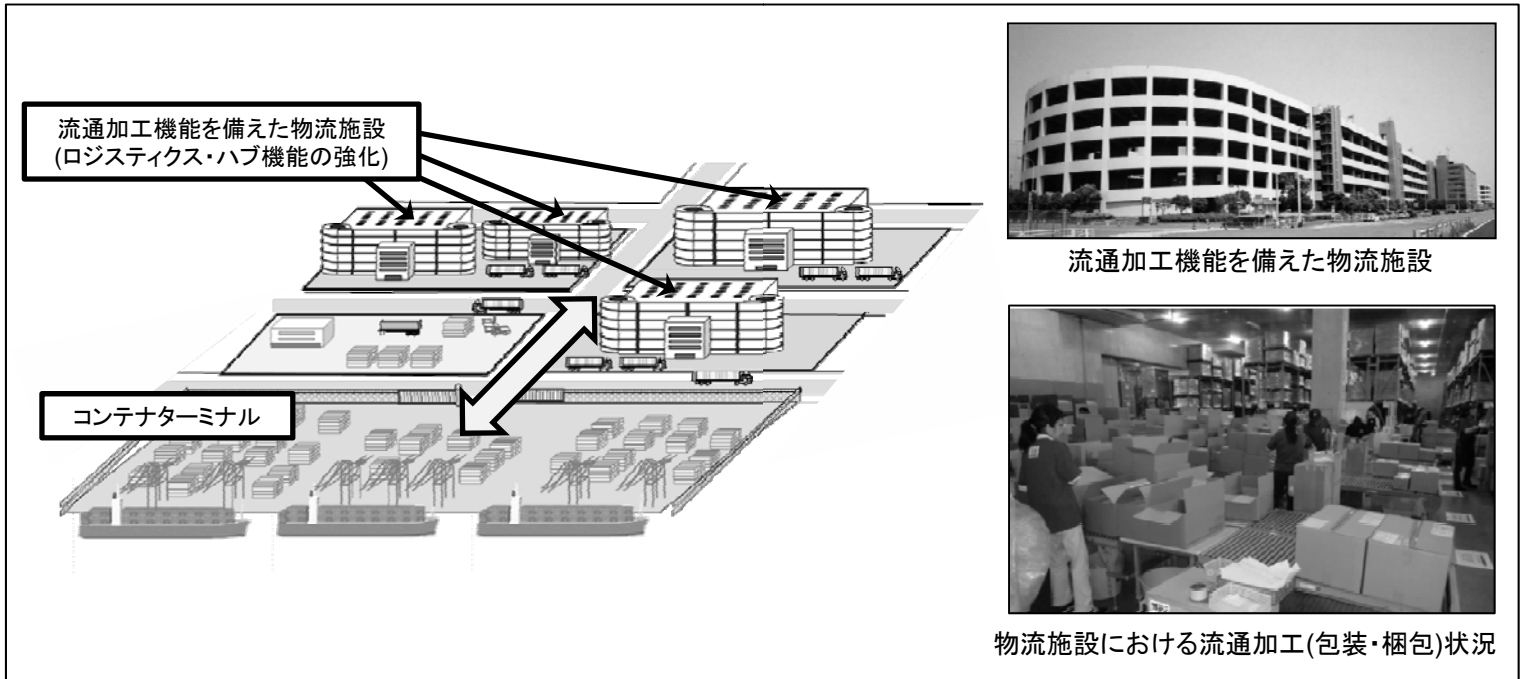 流通加工機能を備えた物流施設
(ロジスティクス・ハブ機能の強化)
コンテナターミナル
流通加工機能を備えた物流施設
物流施設における流通加工(包装・梱包)状況